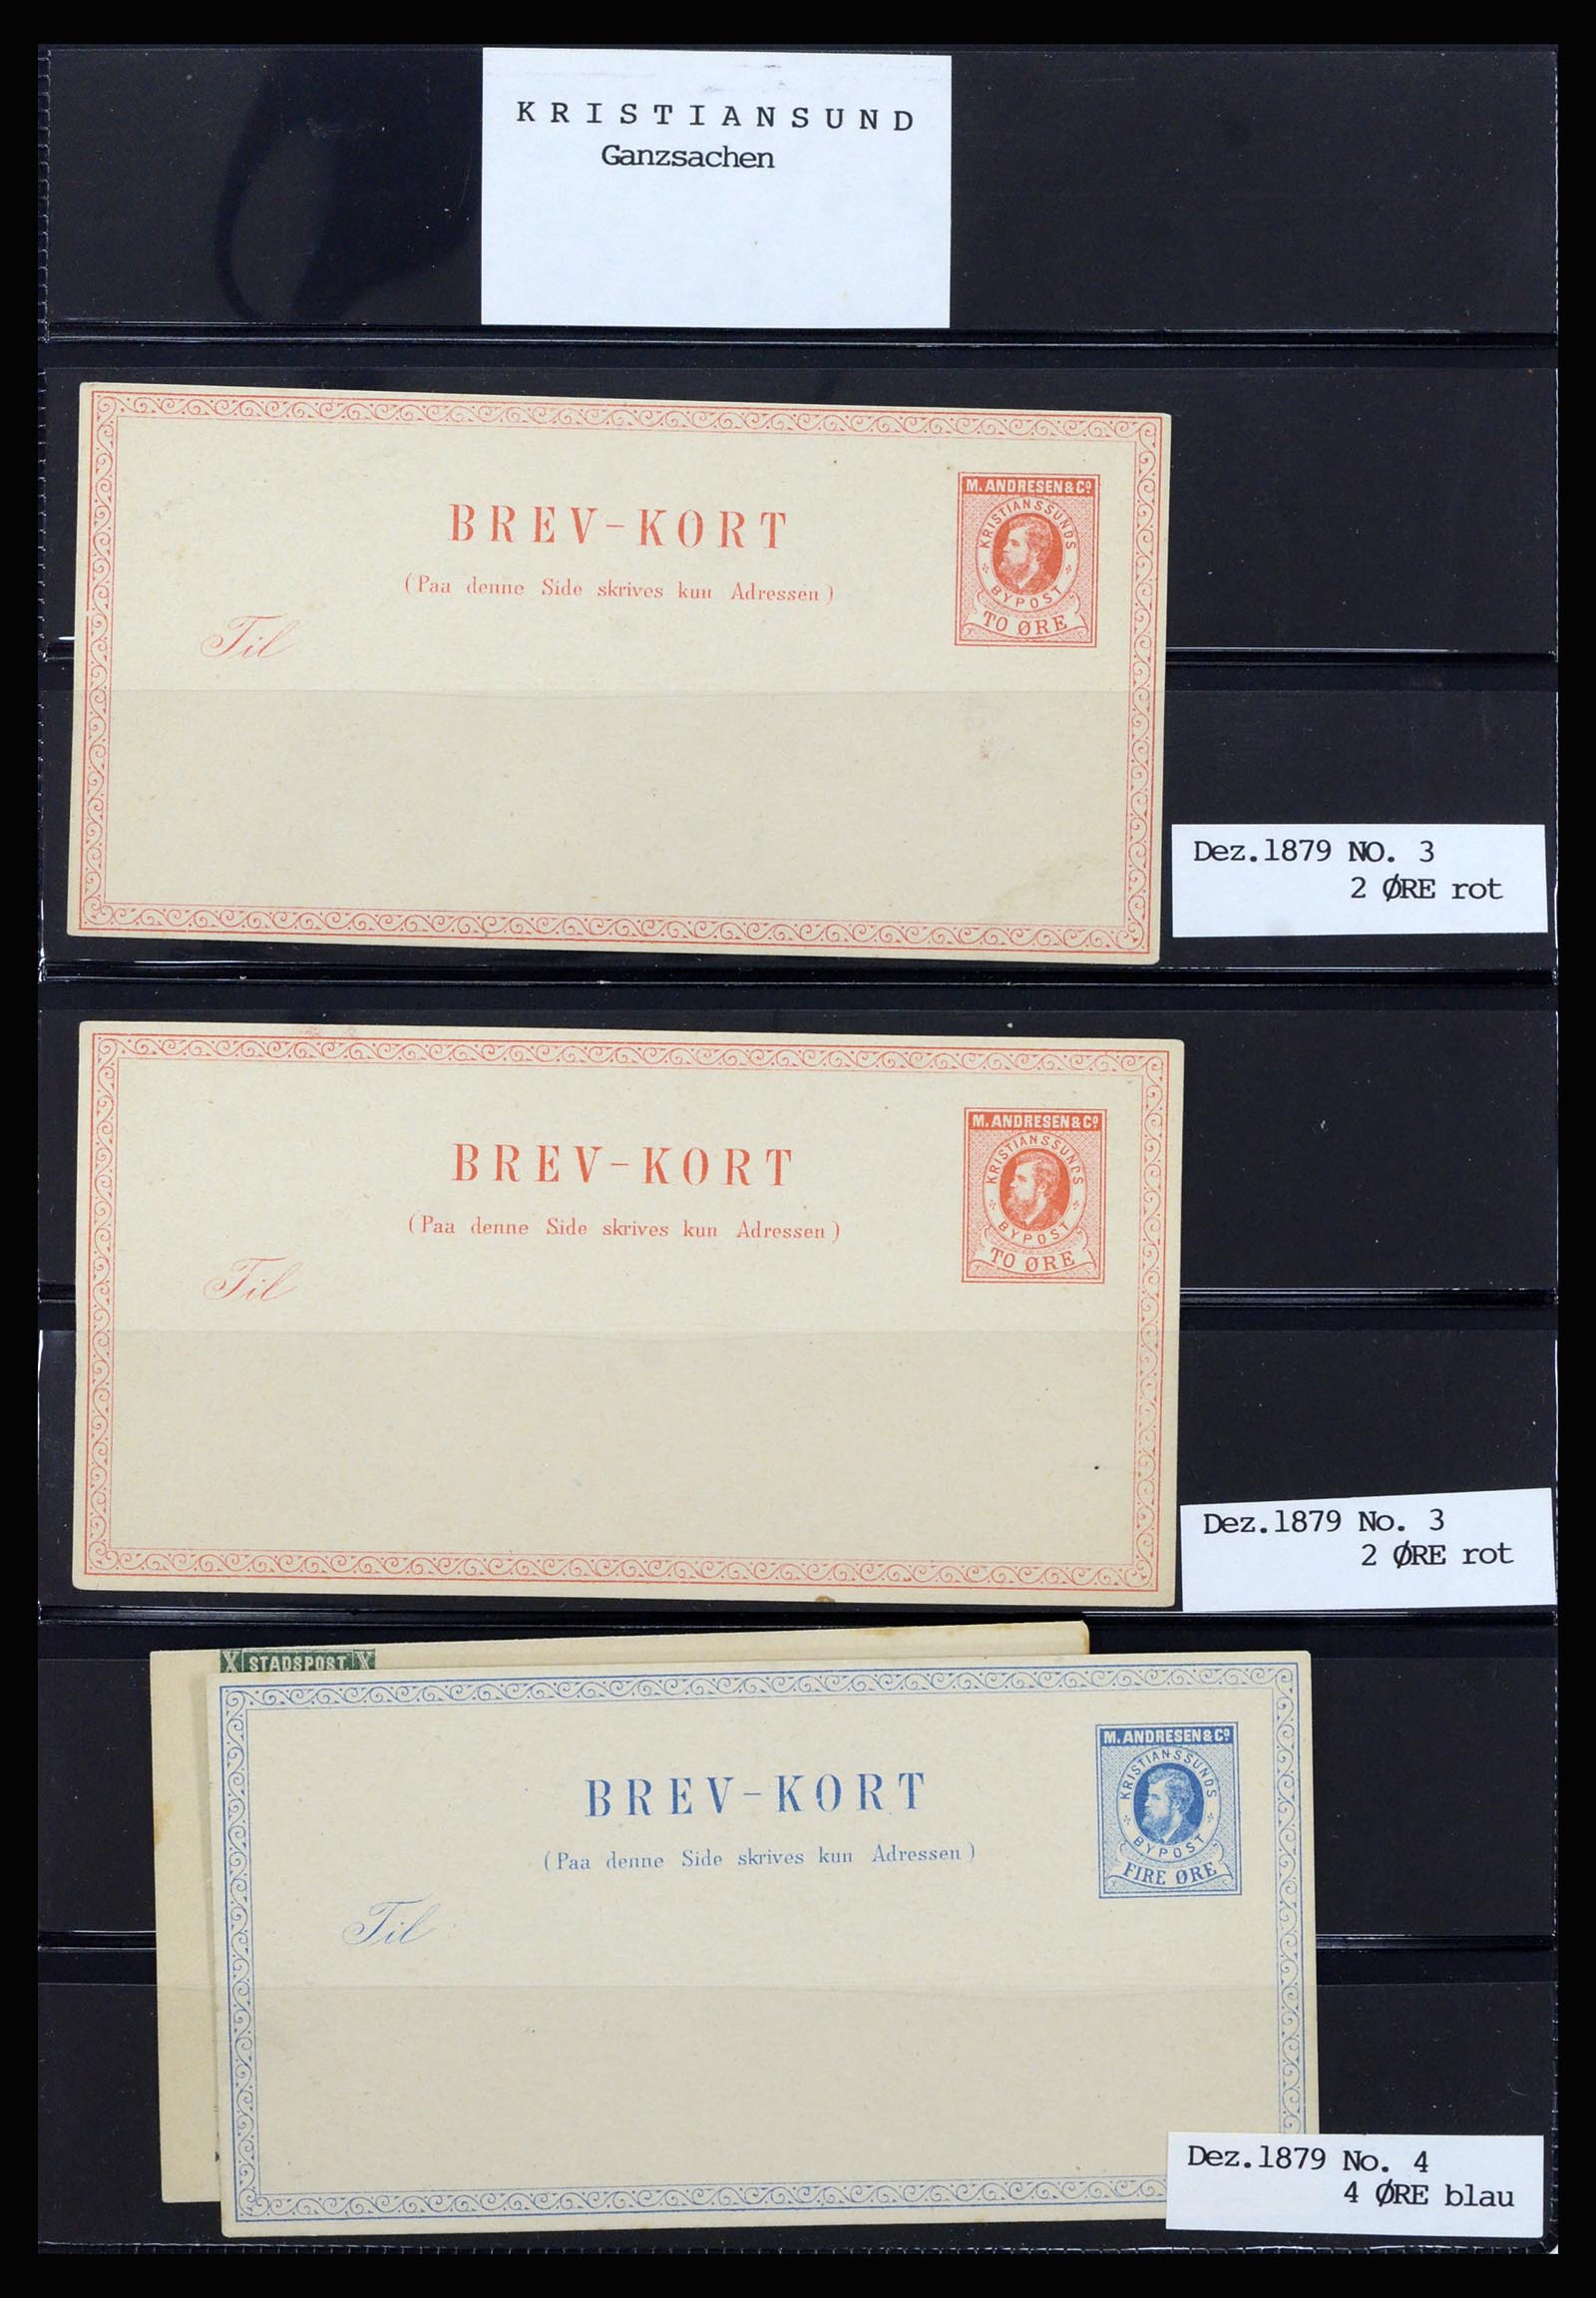 K R I S T I A N S U N D
Ganzsachen
M. ANDRESEN & Cº
KRISTIANSSUNDS
BYPOST
TO ØRE
BREV-KORT
(Paa denne Side skrives kun Adressen)
Til
Dez.1879 NO. 3
2 ØRE rot
M. ANDRESEN & Cº
KRISTIANSSUNDS
BYPOST
TO ØRE
BREV-KORT
(Paa denne Side skrives kun Adressen)
Til
Dez.1879 No. 3
2 ØRE rot
X STADSPOST. X
M. ANDRESEN & Cº
KRISTIANSSUNDS
BYPOST
FIRE ØRE
BREV-KORT
(Paa denne Side skrives kun Adressen)
Til
Dez.1879 No. 4
4 ØRE blau